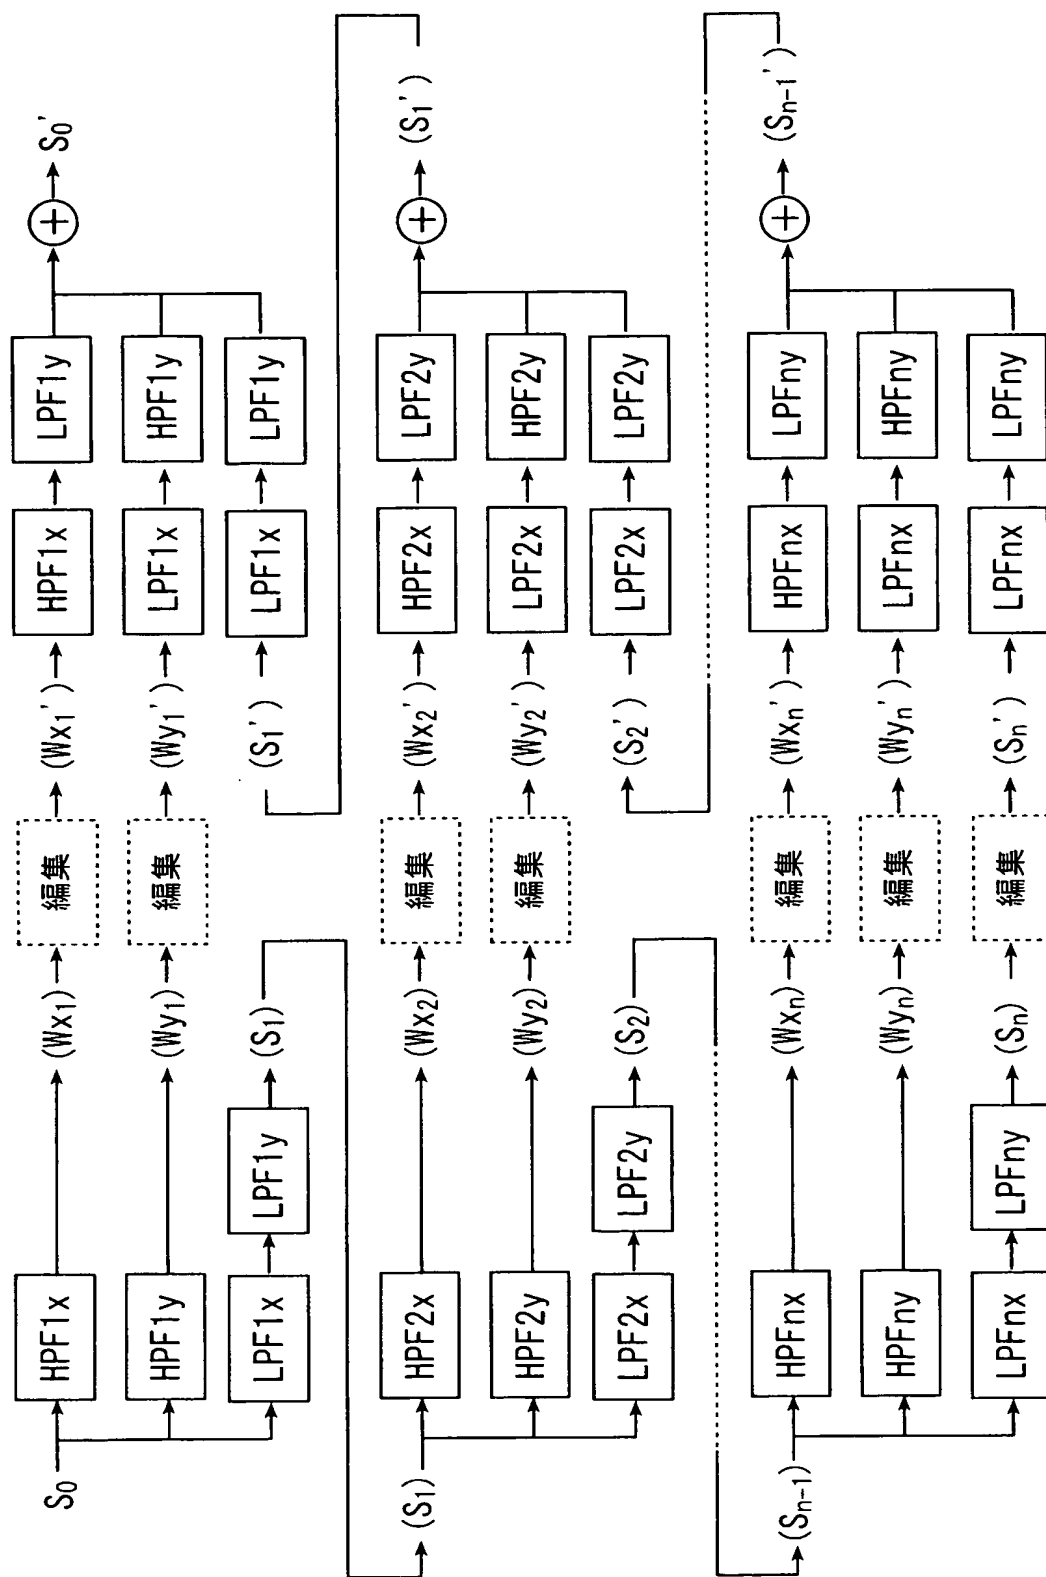 S0 HPF1x (Wx1) 編集 (Wx1') HPF1x LPF1y + S0'
HPF1y (Wy1) 編集 (Wy1') LPF1x HPF1y
LPF1x LPF1y (S1) (S1') LPF1x LPF1y
(S1) HPF2x (Wx2) 編集 (Wx2') HPF2x LPF2y + (S1')
HPF2y (Wy2) 編集 (Wy2') LPF2x HPF2y
LPF2x LPF2y (S2) (S2') LPF2x LPF2y
(Sn-1) HPFnx (Wxn) 編集 (Wxn') HPFnx LPFny + (Sn-1')
HPFny (Wyn) 編集 (Wyn') LPFnx HPFny
LPFnx LPFny (Sn) 編集 (Sn') LPFnx LPFny